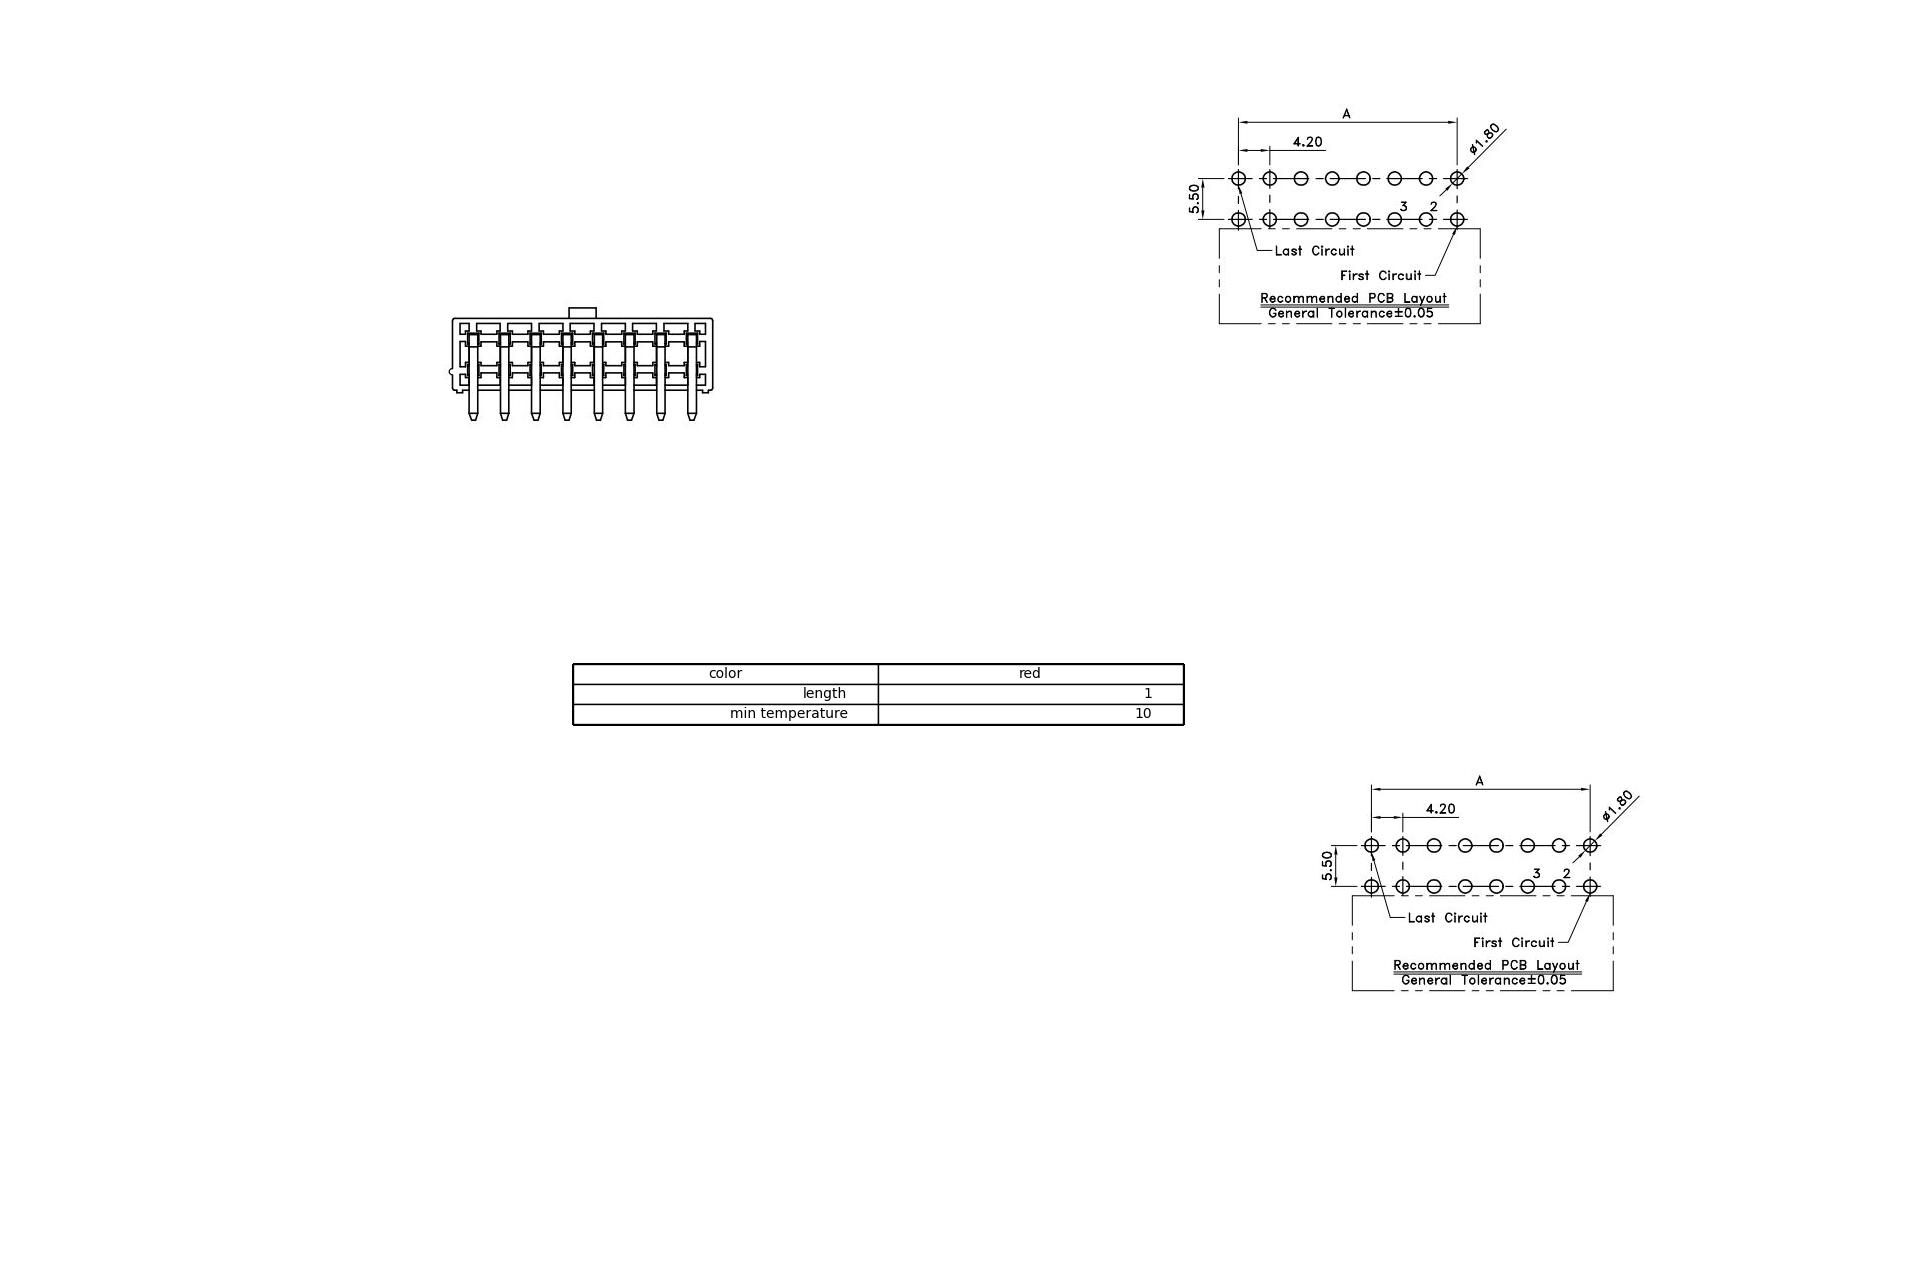 A
4.20
ø1.80
5.50
3 2
Last Circuit
First Circuit
Recommended PCB Layout
General Tolerance±0.05
color red
length 1
min temperature 10
A
4.20
ø1.80
5.50
3 2
Last Circuit
First Circuit
Recommended PCB Layout
General Tolerance±0.05